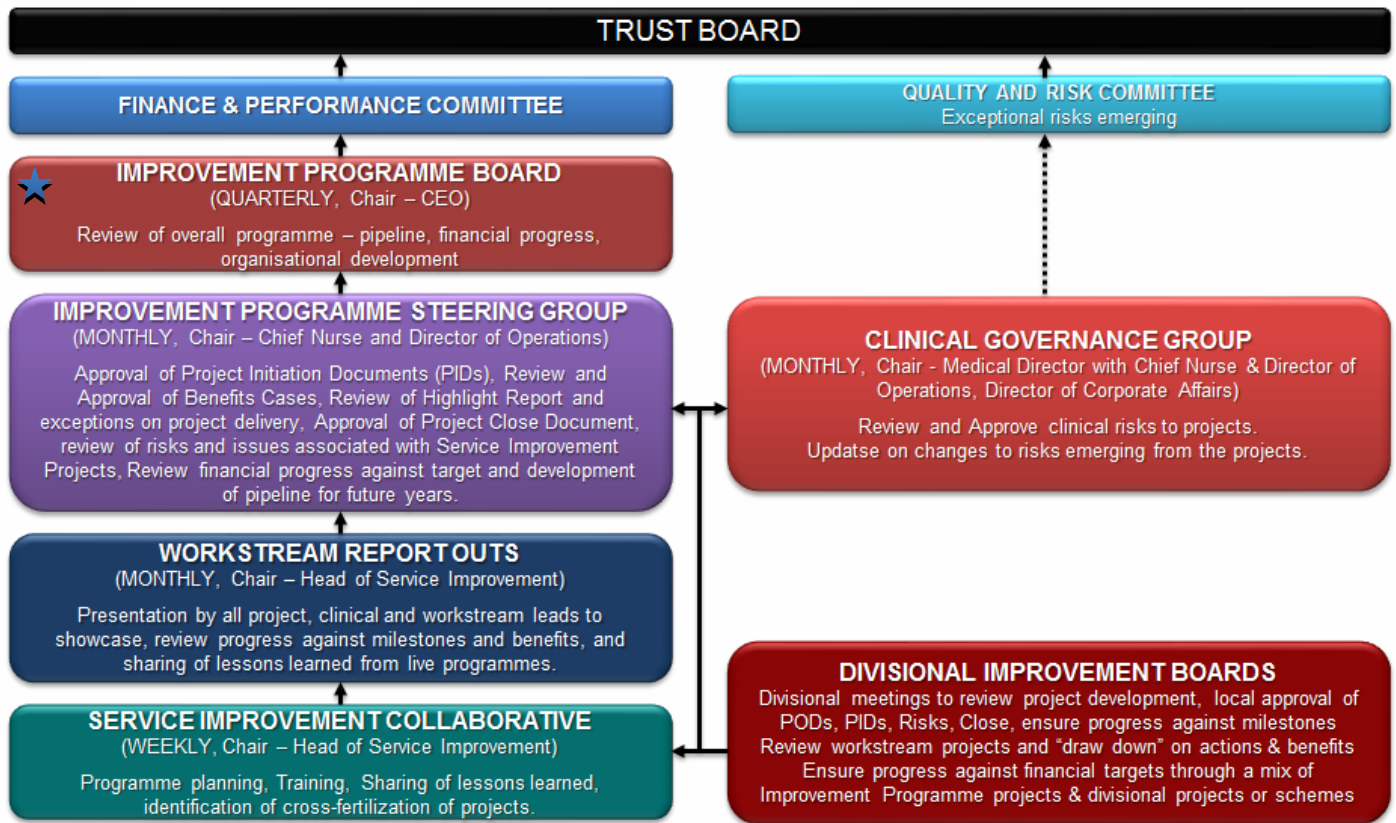 TRUST BOARD
FINANCE & PERFORMANCE COMMITTEE
QUALITY AND RISK COMMITTEE
Exceptional risks emerging
IMPROVEMENT PROGRAMME BOARD
(QUARTERLY, Chair – CEO)
Review of overall programme – pipeline, financial progress,
organisational development
IMPROVEMENT PROGRAMME STEERING GROUP
(MONTHLY, Chair – Chief Nurse and Director of Operations)
Approval of Project Initiation Documents (PIDs), Review and
Approval of Benefits Cases, Review of Highlight Report and
exceptions on project delivery, Approval of Project Close Document,
review of risks and issues associated with Service Improvement
Projects, Review financial progress against target and development
of pipeline for future years.
CLINICAL GOVERNANCE GROUP
(MONTHLY, Chair - Medical Director with Chief Nurse & Director of
Operations, Director of Corporate Affairs)
Review and Approve clinical risks to projects.
Updatse on changes to risks emerging from the projects.
WORKSTREAM REPORT OUTS
(MONTHLY, Chair – Head of Service Improvement)
Presentation by all project, clinical and workstream leads to
showcase, review progress against milestones and benefits, and
sharing of lessons learned from live programmes.
SERVICE IMPROVEMENT COLLABORATIVE
(WEEKLY, Chair – Head of Service Improvement)
Programme planning, Training, Sharing of lessons learned,
identification of cross-fertilization of projects.
DIVISIONAL IMPROVEMENT BOARDS
Divisional meetings to review project development, local approval of
PODs, PIDs, Risks, Close, ensure progress against milestones
Review workstream projects and “draw down” on actions & benefits
Ensure progress against financial targets through a mix of
Improvement Programme projects & divisional projects or schemes